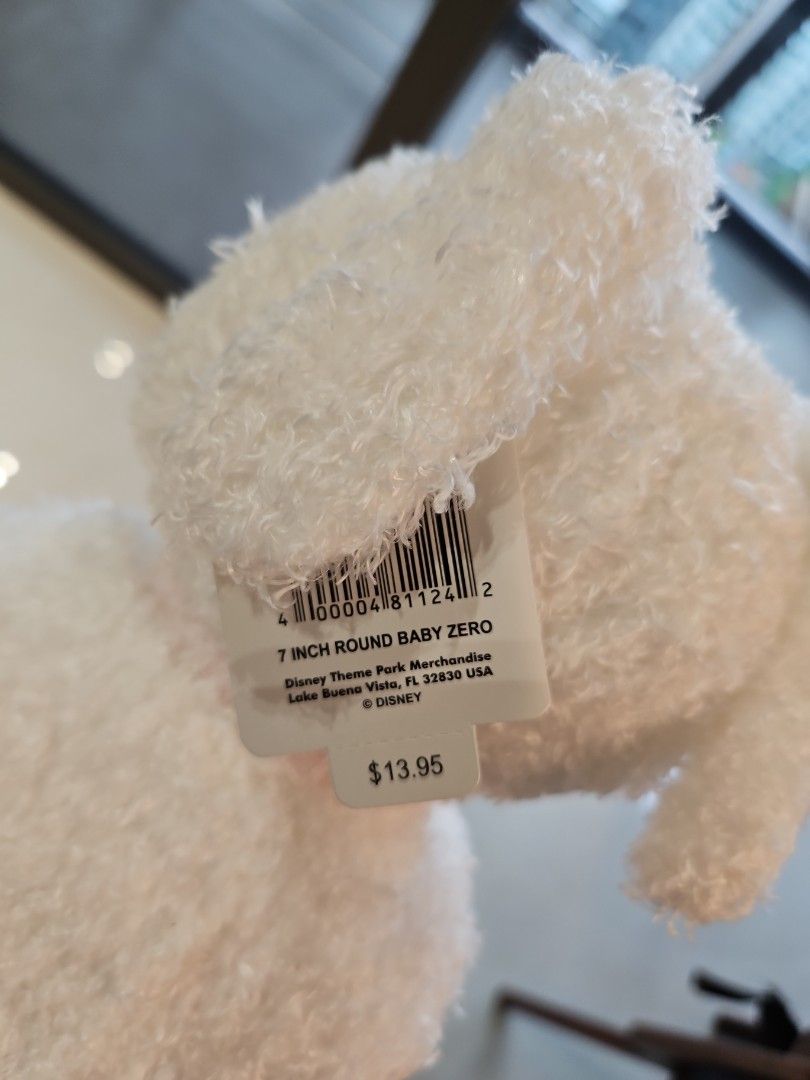 4 00004 81124 2
7 INCH ROUND BABY ZERO
Disney Theme Park Merchandise
Lake Buena Vista, FL 32830 USA
© DISNEY
$13.95